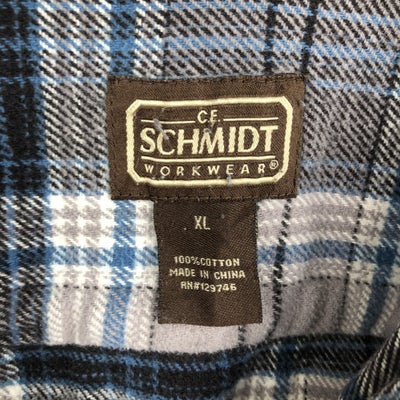 C.E.
SCHMIDT
WORKWEAR®
XL
100%COTTON
MADE IN CHINA
RN#129746